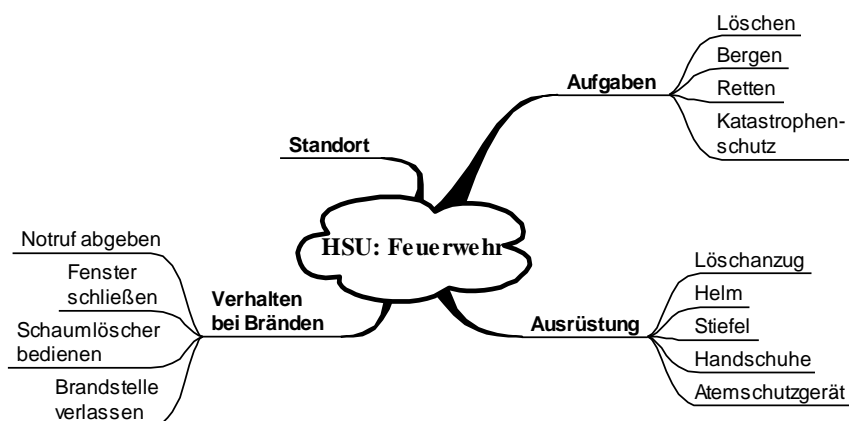 HSU: Feuerwehr
Aufgaben
Löschen
Bergen
Retten
Katastrophen-
schutz
Standort
Verhalten
bei Bränden
Notruf abgeben
Fenster
schließen
Schaumlöscher
bedienen
Brandstelle
verlassen
Ausrüstung
Löschanzug
Helm
Stiefel
Handschuhe
Atemschutzgerät